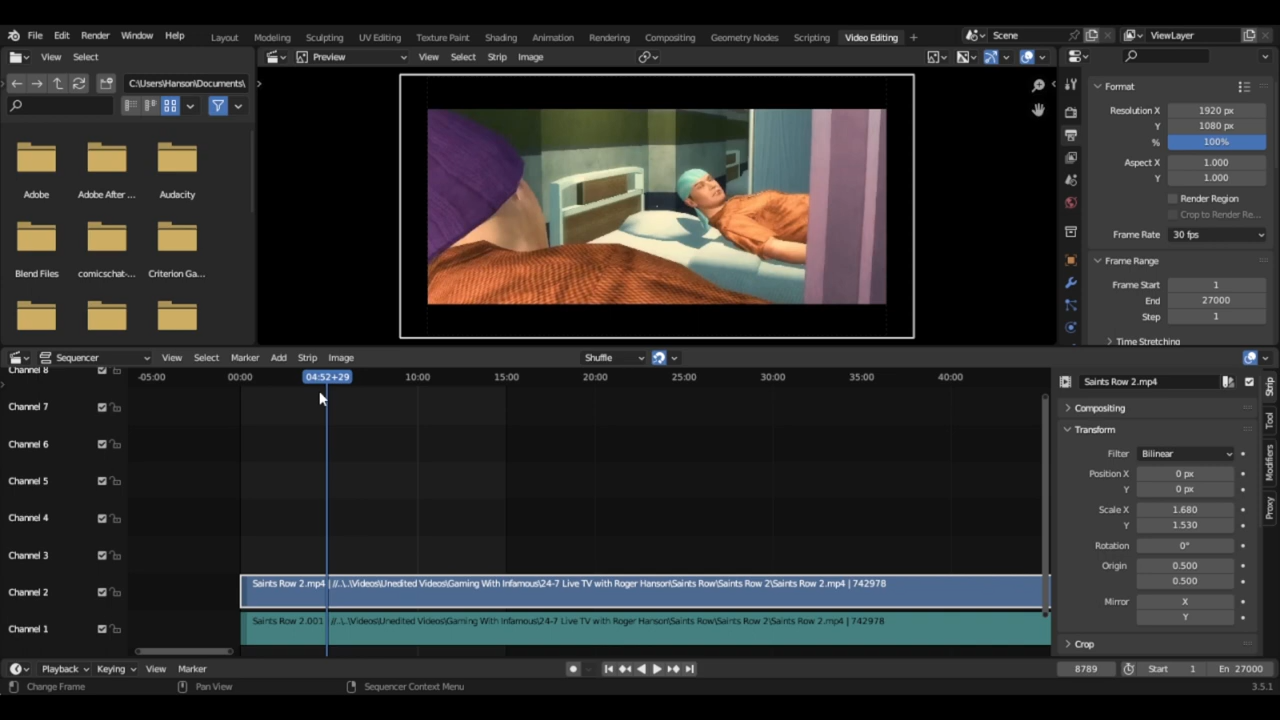 File Edit Render Window Help Layout Modeling Sculpting UV Editing Texture Paint Shading Animation Rendering Compositing Geometry Nodes Scripting Video Editing + Scene ViewLayer
View Select Preview View Select Strip Image
C:\Users\Hanson\Documents\
Format
Resolution X 1920 px
Y 1080 px
% 100%
Aspect X 1.000
Y 1.000
Render Region
Crop to Render Re...
Frame Rate 30 fps
Frame Range
Frame Start 1
End 27000
Step 1
Time Stretching
Adobe Adobe After ... Audacity
Blend Files comicschat-... Criterion Ga...
Sequencer View Select Marker Add Strip Image Shuffle
Channel 8 -05:00 00:00 04:52+29 10:00 15:00 20:00 25:00 30:00 35:00 40:00
Channel 7
Channel 6
Channel 5
Channel 4
Channel 3
Channel 2 Saints Row 2.mp4 | //..\..\Videos\Unedited Videos\Gaming With Infamous\24-7 Live TV with Roger Hanson\Saints Row\Saints Row 2\Saints Row 2.mp4 | 742978
Channel 1 Saints Row 2.001 | //..\..\Videos\Unedited Videos\Gaming With Infamous\24-7 Live TV with Roger Hanson\Saints Row\Saints Row 2\Saints Row 2.mp4 | 742978
Saints Row 2.mp4
Compositing
Transform
Filter Bilinear
Position X 0 px
Y 0 px
Scale X 1.680
Y 1.530
Rotation 0°
Origin 0.500
0.500
Mirror X
Y
Crop
Strip
Tool
Modifiers
Proxy
Playback Keying View Marker 8789 Start 1 En 27000
Change Frame Pan View Sequencer Context Menu 3.5.1